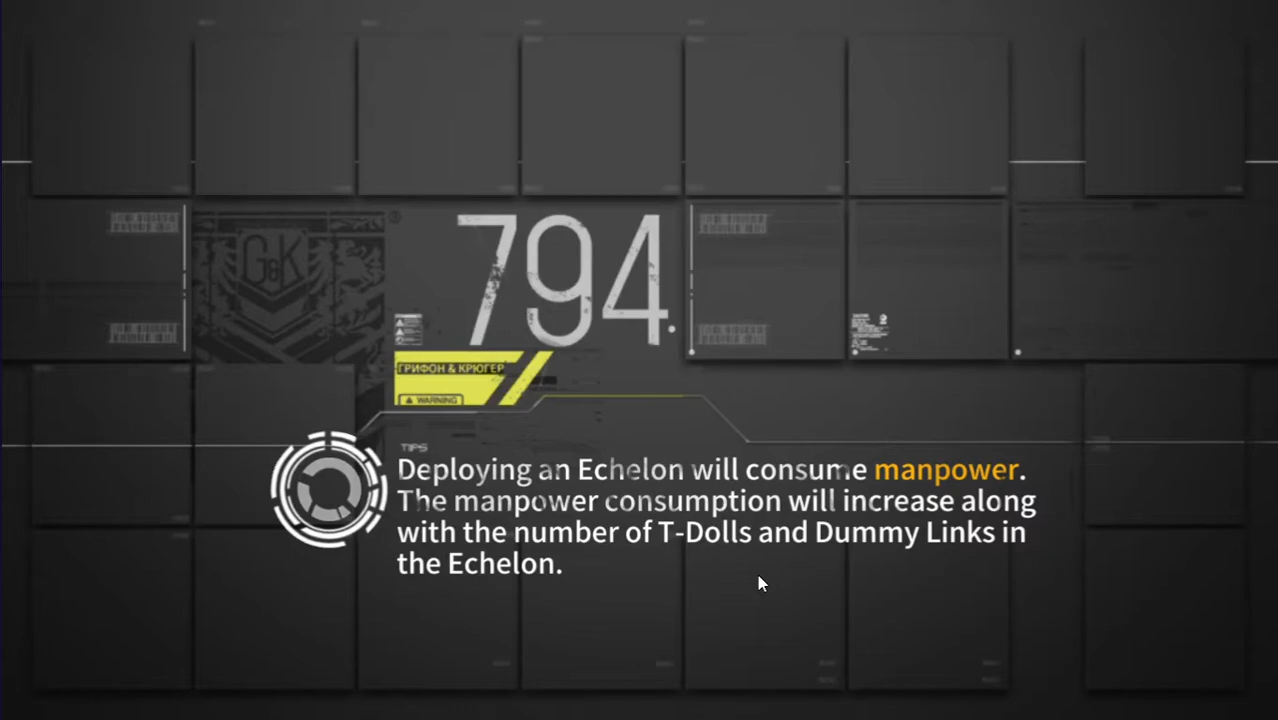 G&K
794.
ГРИФОН & КРЮГЕР
WARNING
TIPS
Deploying an Echelon will consume manpower.
The manpower consumption will increase along
with the number of T-Dolls and Dummy Links in
the Echelon.